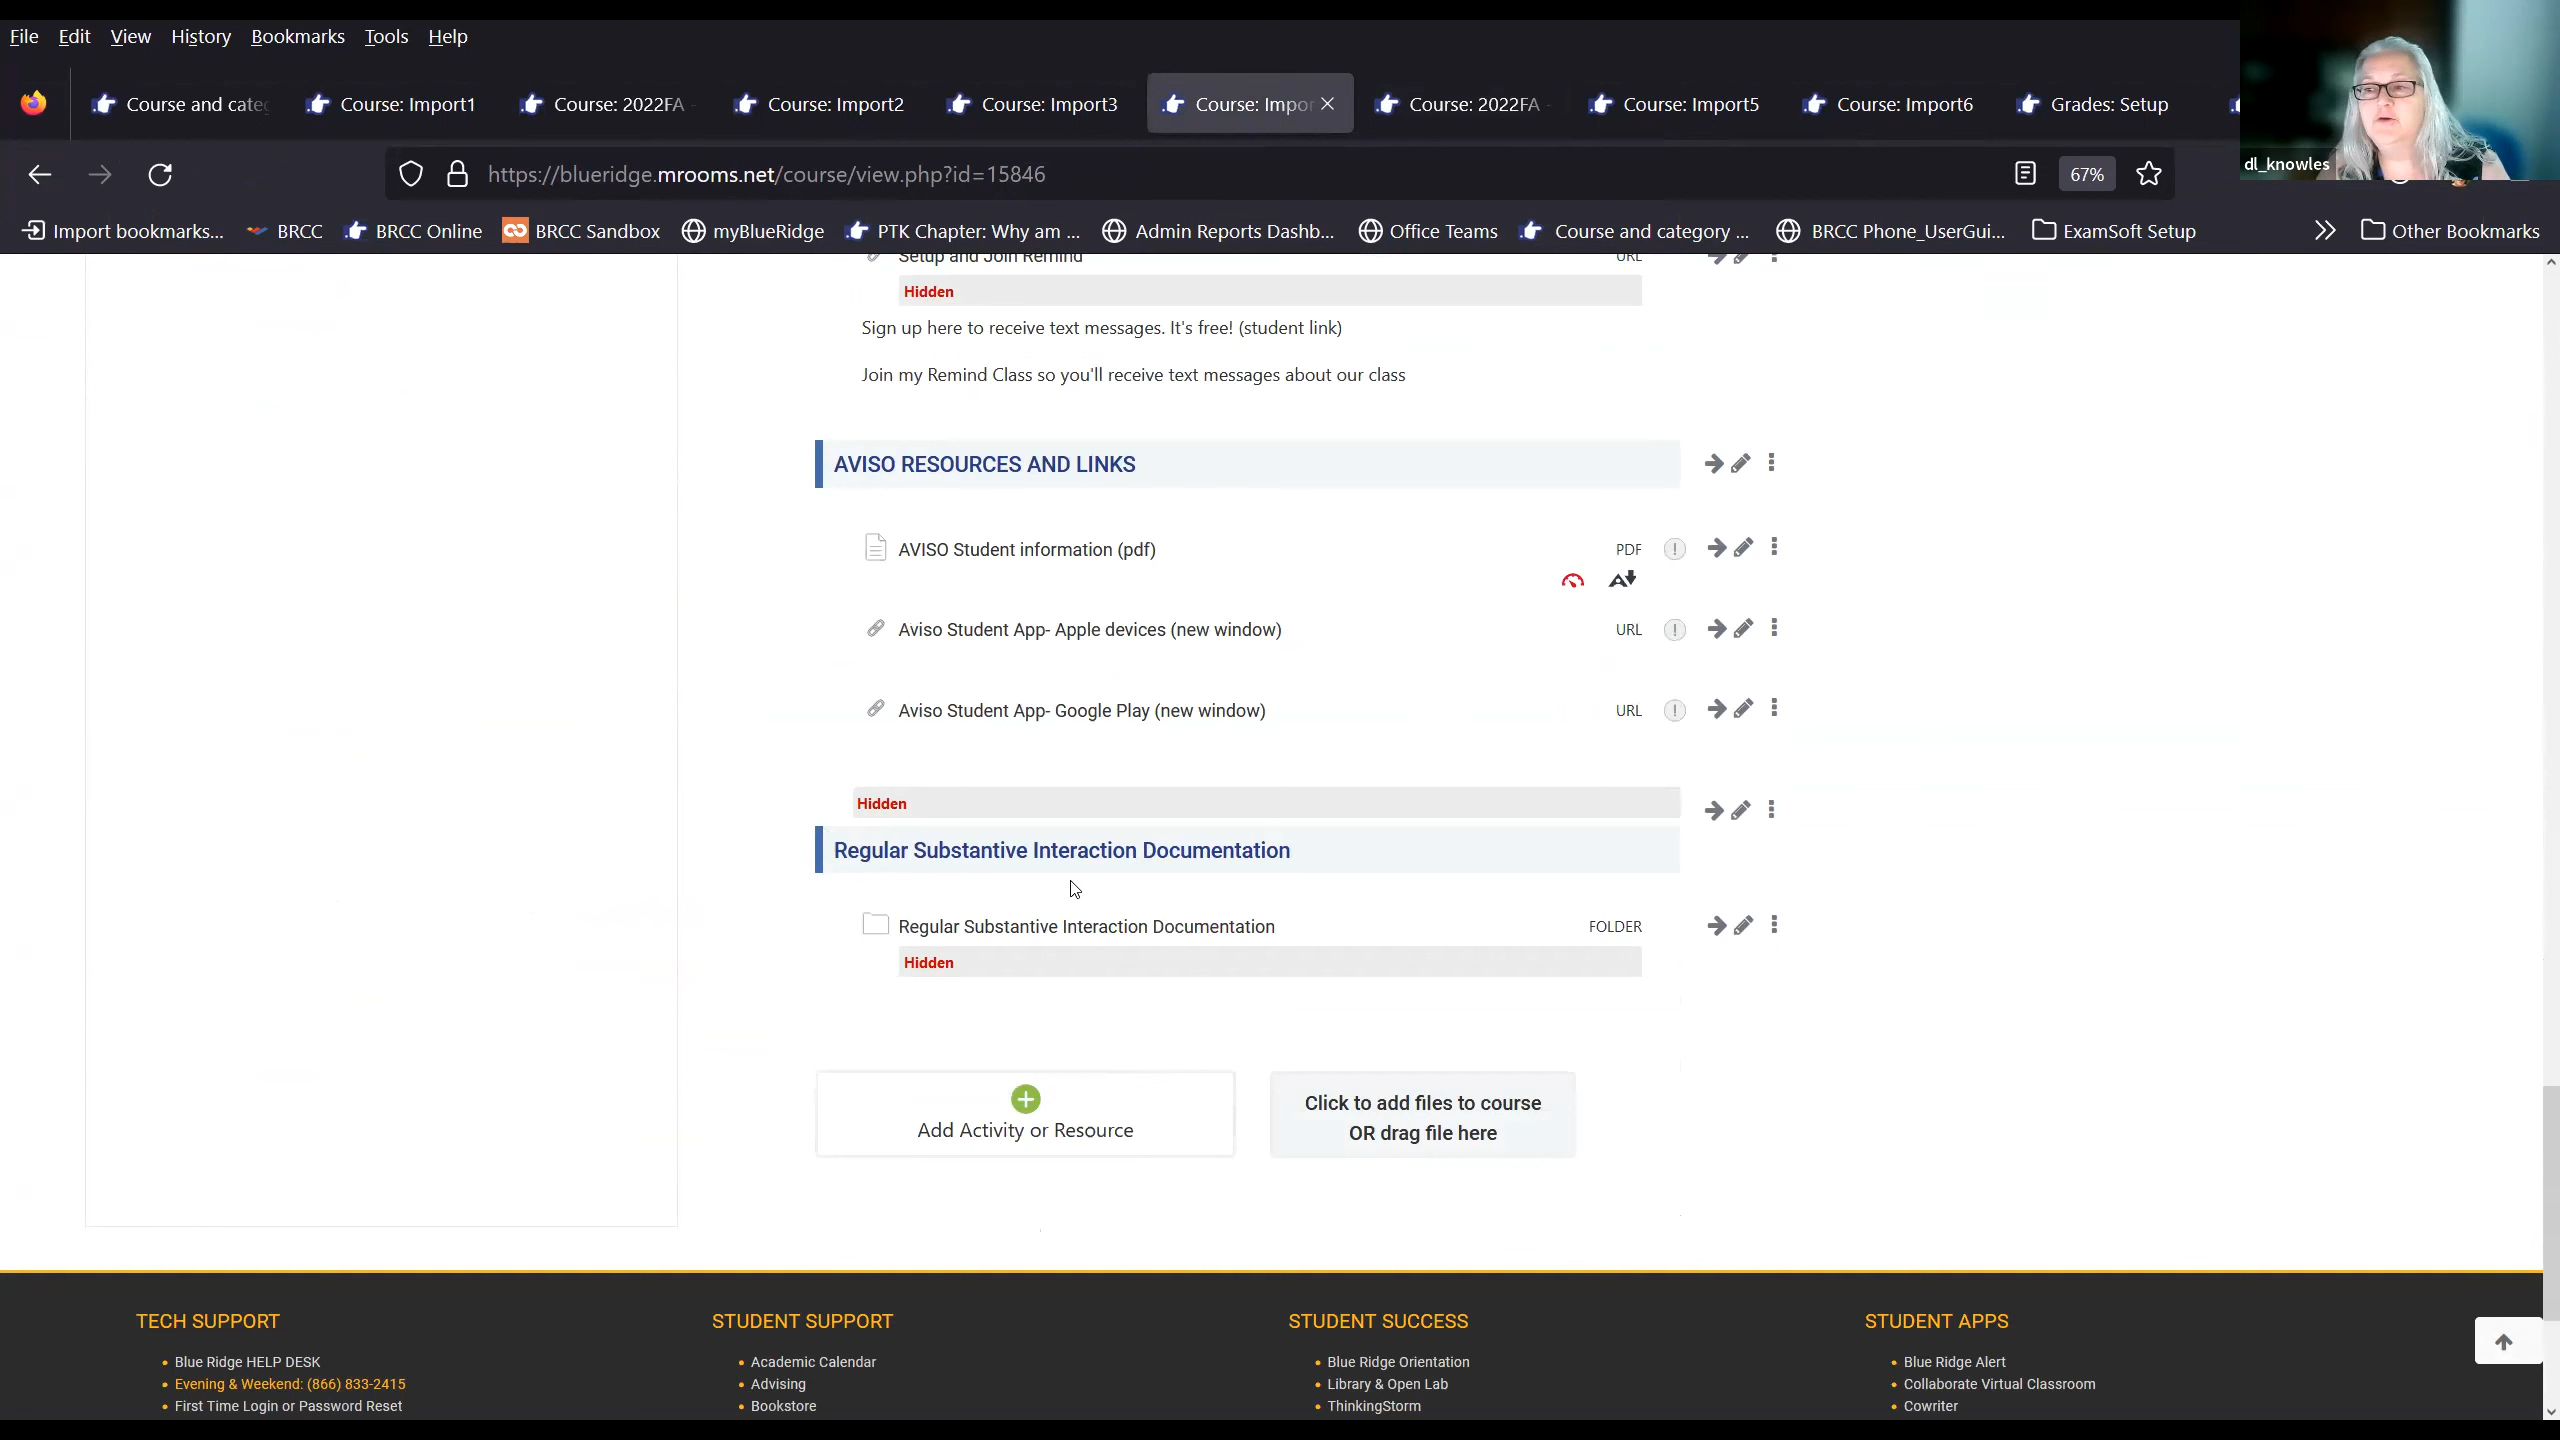 File Edit View History Bookmarks Tools Help
Course and cate
Course: Import1
Course: 2022FA
Course: Import2
Course: Import3
Course: Impor
Course: 2022FA -
Course: Import5
Course: Import6
Grades: Setup
dl_knowles
https://blueridge.mrooms.net/course/view.php?id=15846
67%
Import bookmarks...
BRCC
BRCC Online
BRCC Sandbox
myBlueRidge
PTK Chapter: Why am ...
Admin Reports Dashb...
Office Teams
Course and category ...
BRCC Phone_UserGui...
ExamSoft Setup
Other Bookmarks
Setup and Join Remind URL
Hidden
Sign up here to receive text messages. It's free! (student link)
Join my Remind Class so you'll receive text messages about our class
AVISO RESOURCES AND LINKS
AVISO Student information (pdf) PDF
Aviso Student App- Apple devices (new window) URL
Aviso Student App- Google Play (new window) URL
Hidden
Regular Substantive Interaction Documentation
Regular Substantive Interaction Documentation FOLDER
Hidden
Add Activity or Resource
Click to add files to course
OR drag file here
TECH SUPPORT
Blue Ridge HELP DESK
Evening & Weekend: (866) 833-2415
First Time Login or Password Reset
STUDENT SUPPORT
Academic Calendar
Advising
Bookstore
STUDENT SUCCESS
Blue Ridge Orientation
Library & Open Lab
ThinkingStorm
STUDENT APPS
Blue Ridge Alert
Collaborate Virtual Classroom
Cowriter